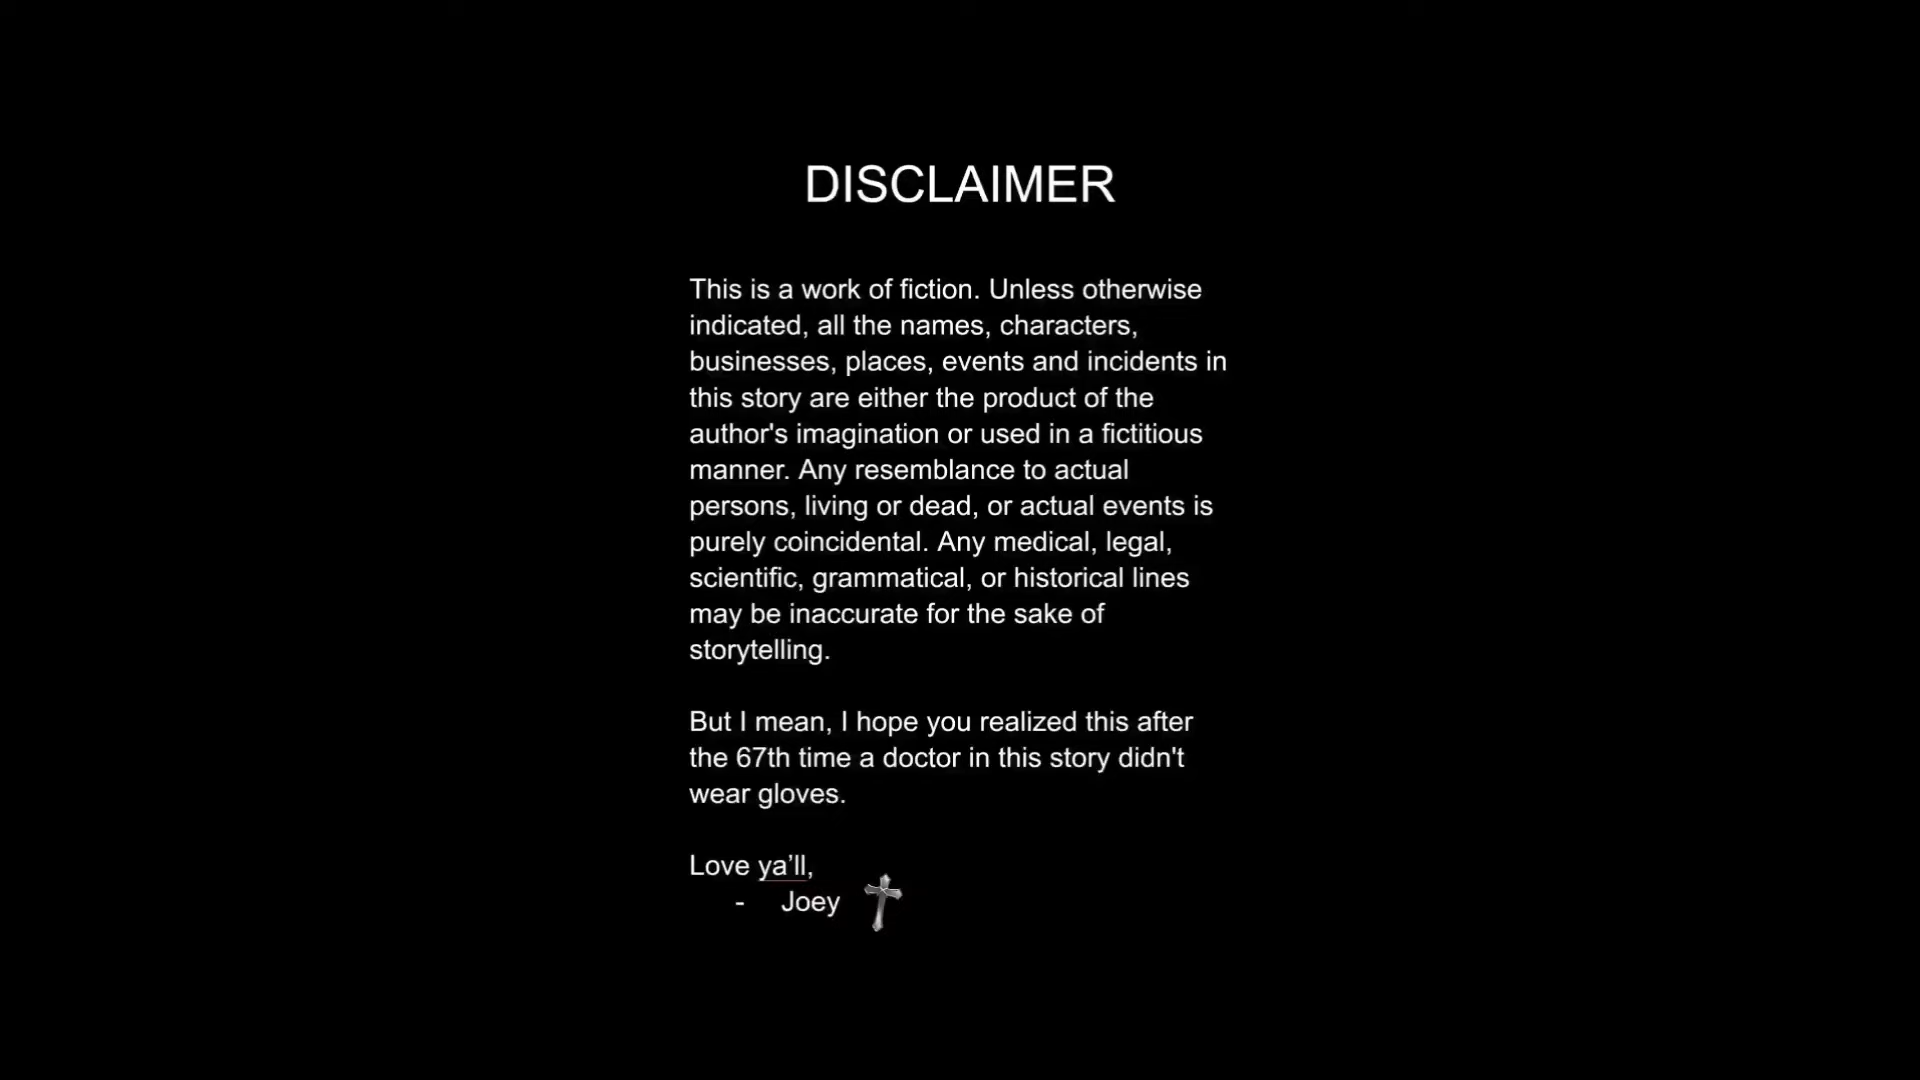 DISCLAIMER
This is a work of fiction. Unless otherwise
indicated, all the names, characters,
businesses, places, events and incidents in
this story are either the product of the
author's imagination or used in a fictitious
manner. Any resemblance to actual
persons, living or dead, or actual events is
purely coincidental. Any medical, legal,
scientific, grammatical, or historical lines
may be inaccurate for the sake of
storytelling.
But I mean, I hope you realized this after
the 67th time a doctor in this story didn't
wear gloves.
Love ya’ll,
- Joey